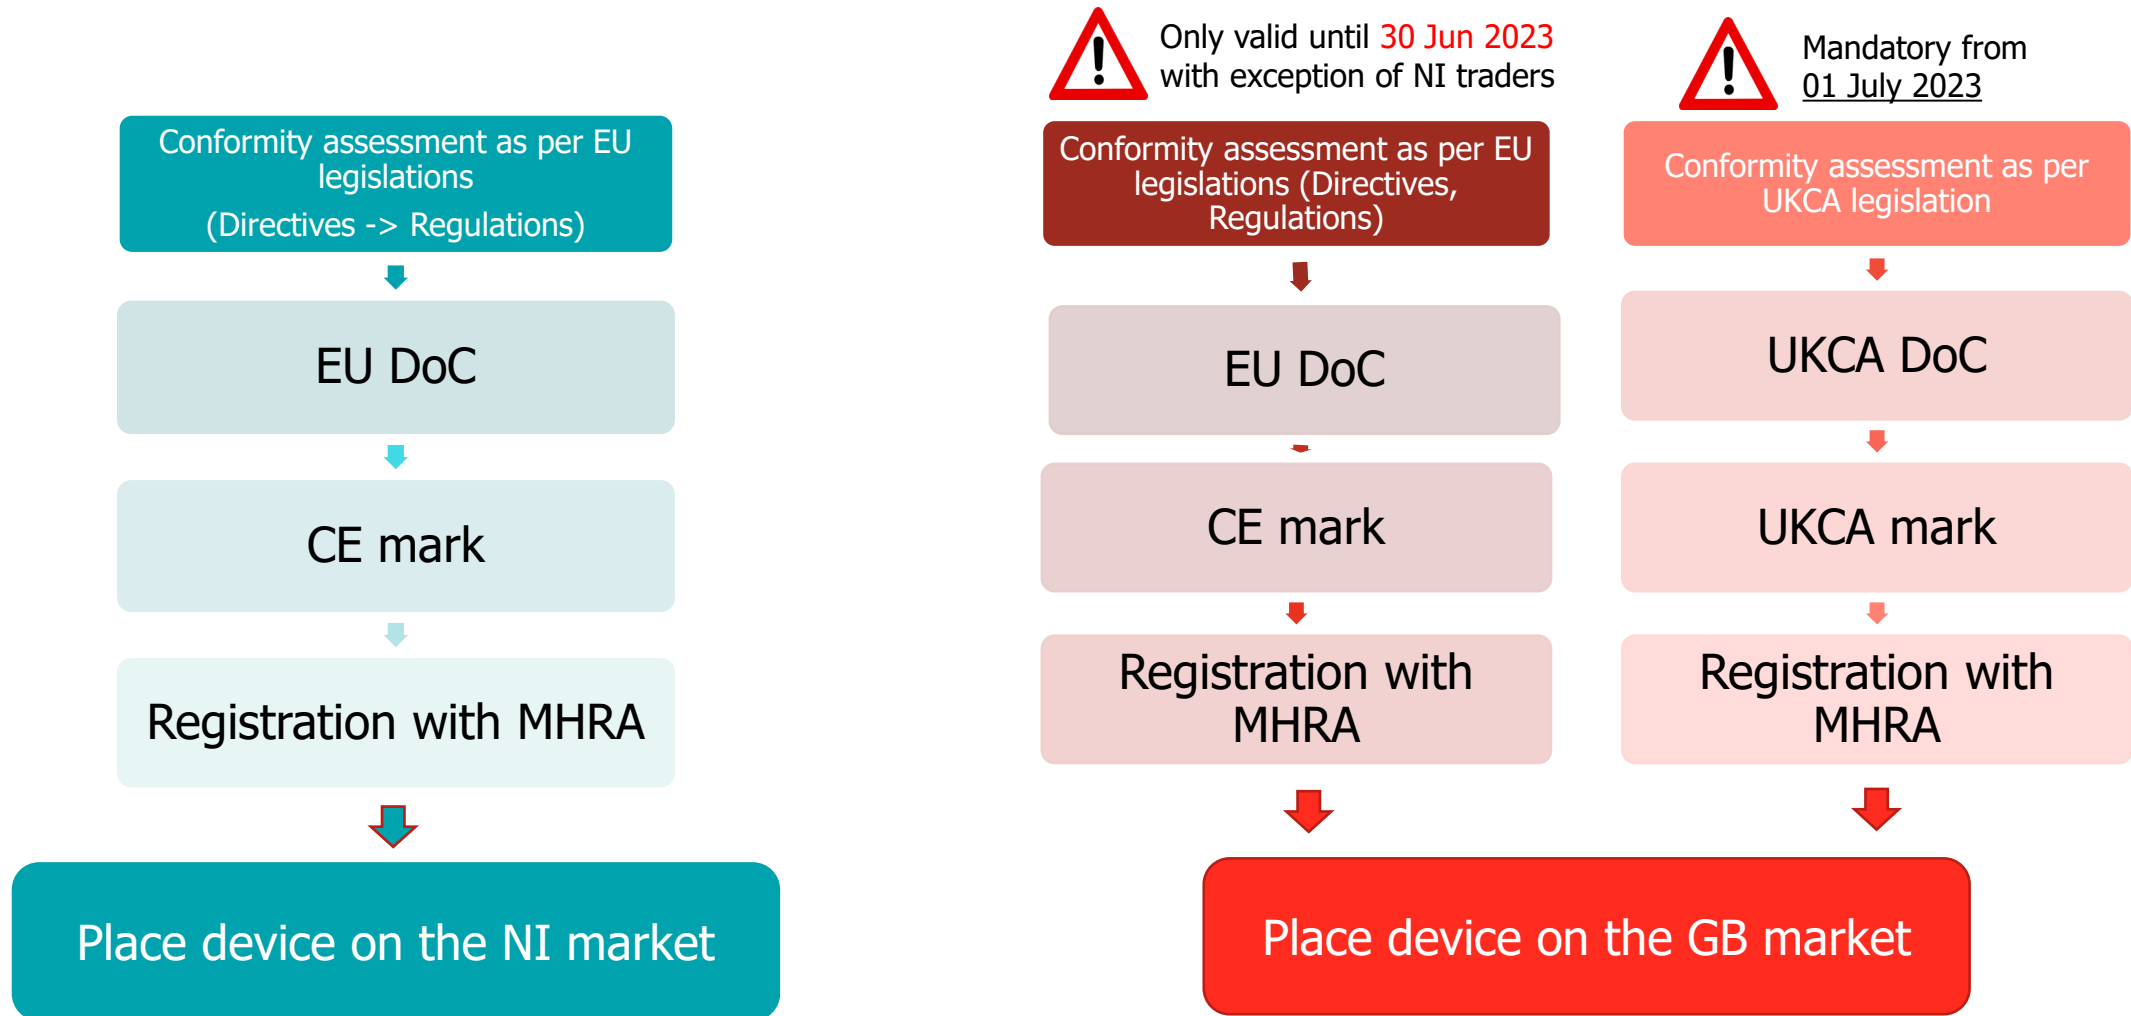 Conformity assessment as per EU
legislations
(Directives -> Regulations)
EU DoC
CE mark
Registration with MHRA
Place device on the NI market
Only valid until 30 Jun 2023
with exception of NI traders
Conformity assessment as per EU
legislations (Directives,
Regulations)
EU DoC
CE mark
Registration with
MHRA
Mandatory from
01 July 2023
Conformity assessment as per
UKCA legislation
UKCA DoC
UKCA mark
Registration with
MHRA
Place device on the GB market